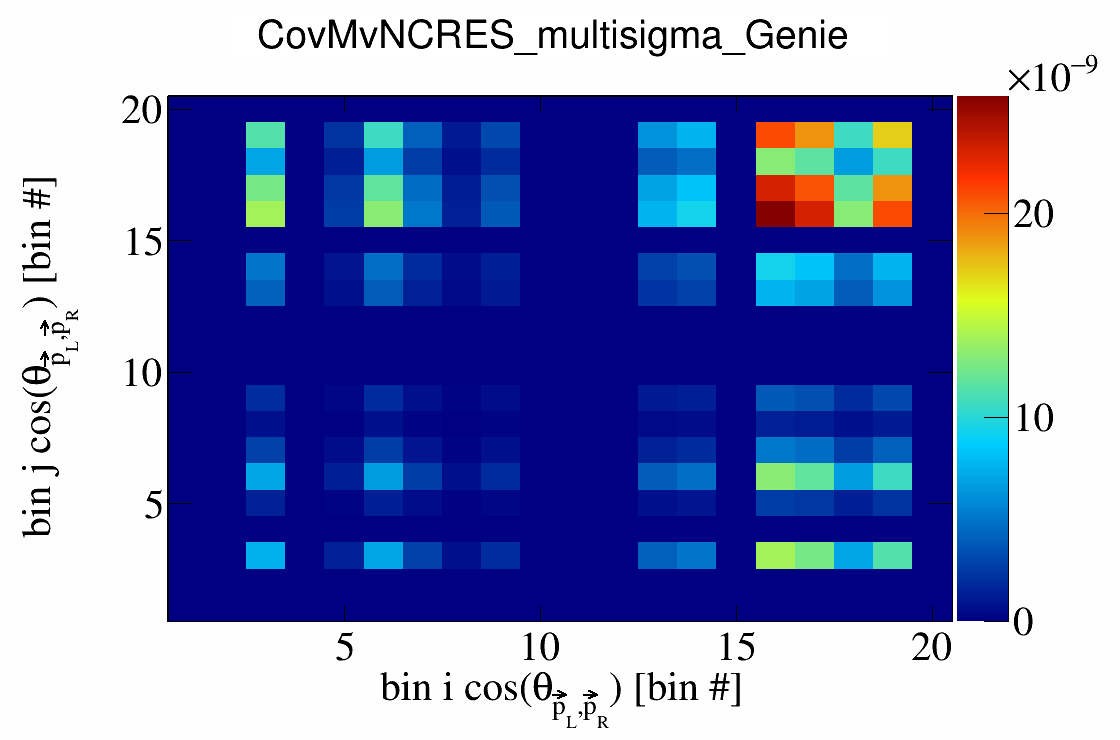 CovMvNCRES_multisigma_Genie
×10⁻⁹
20
15
10
5
20
10
0
5 10 15 20
bin j cos(θ_{p⃗_L,p⃗_R}) [bin #]
bin i cos(θ_{p⃗_L,p⃗_R}) [bin #]